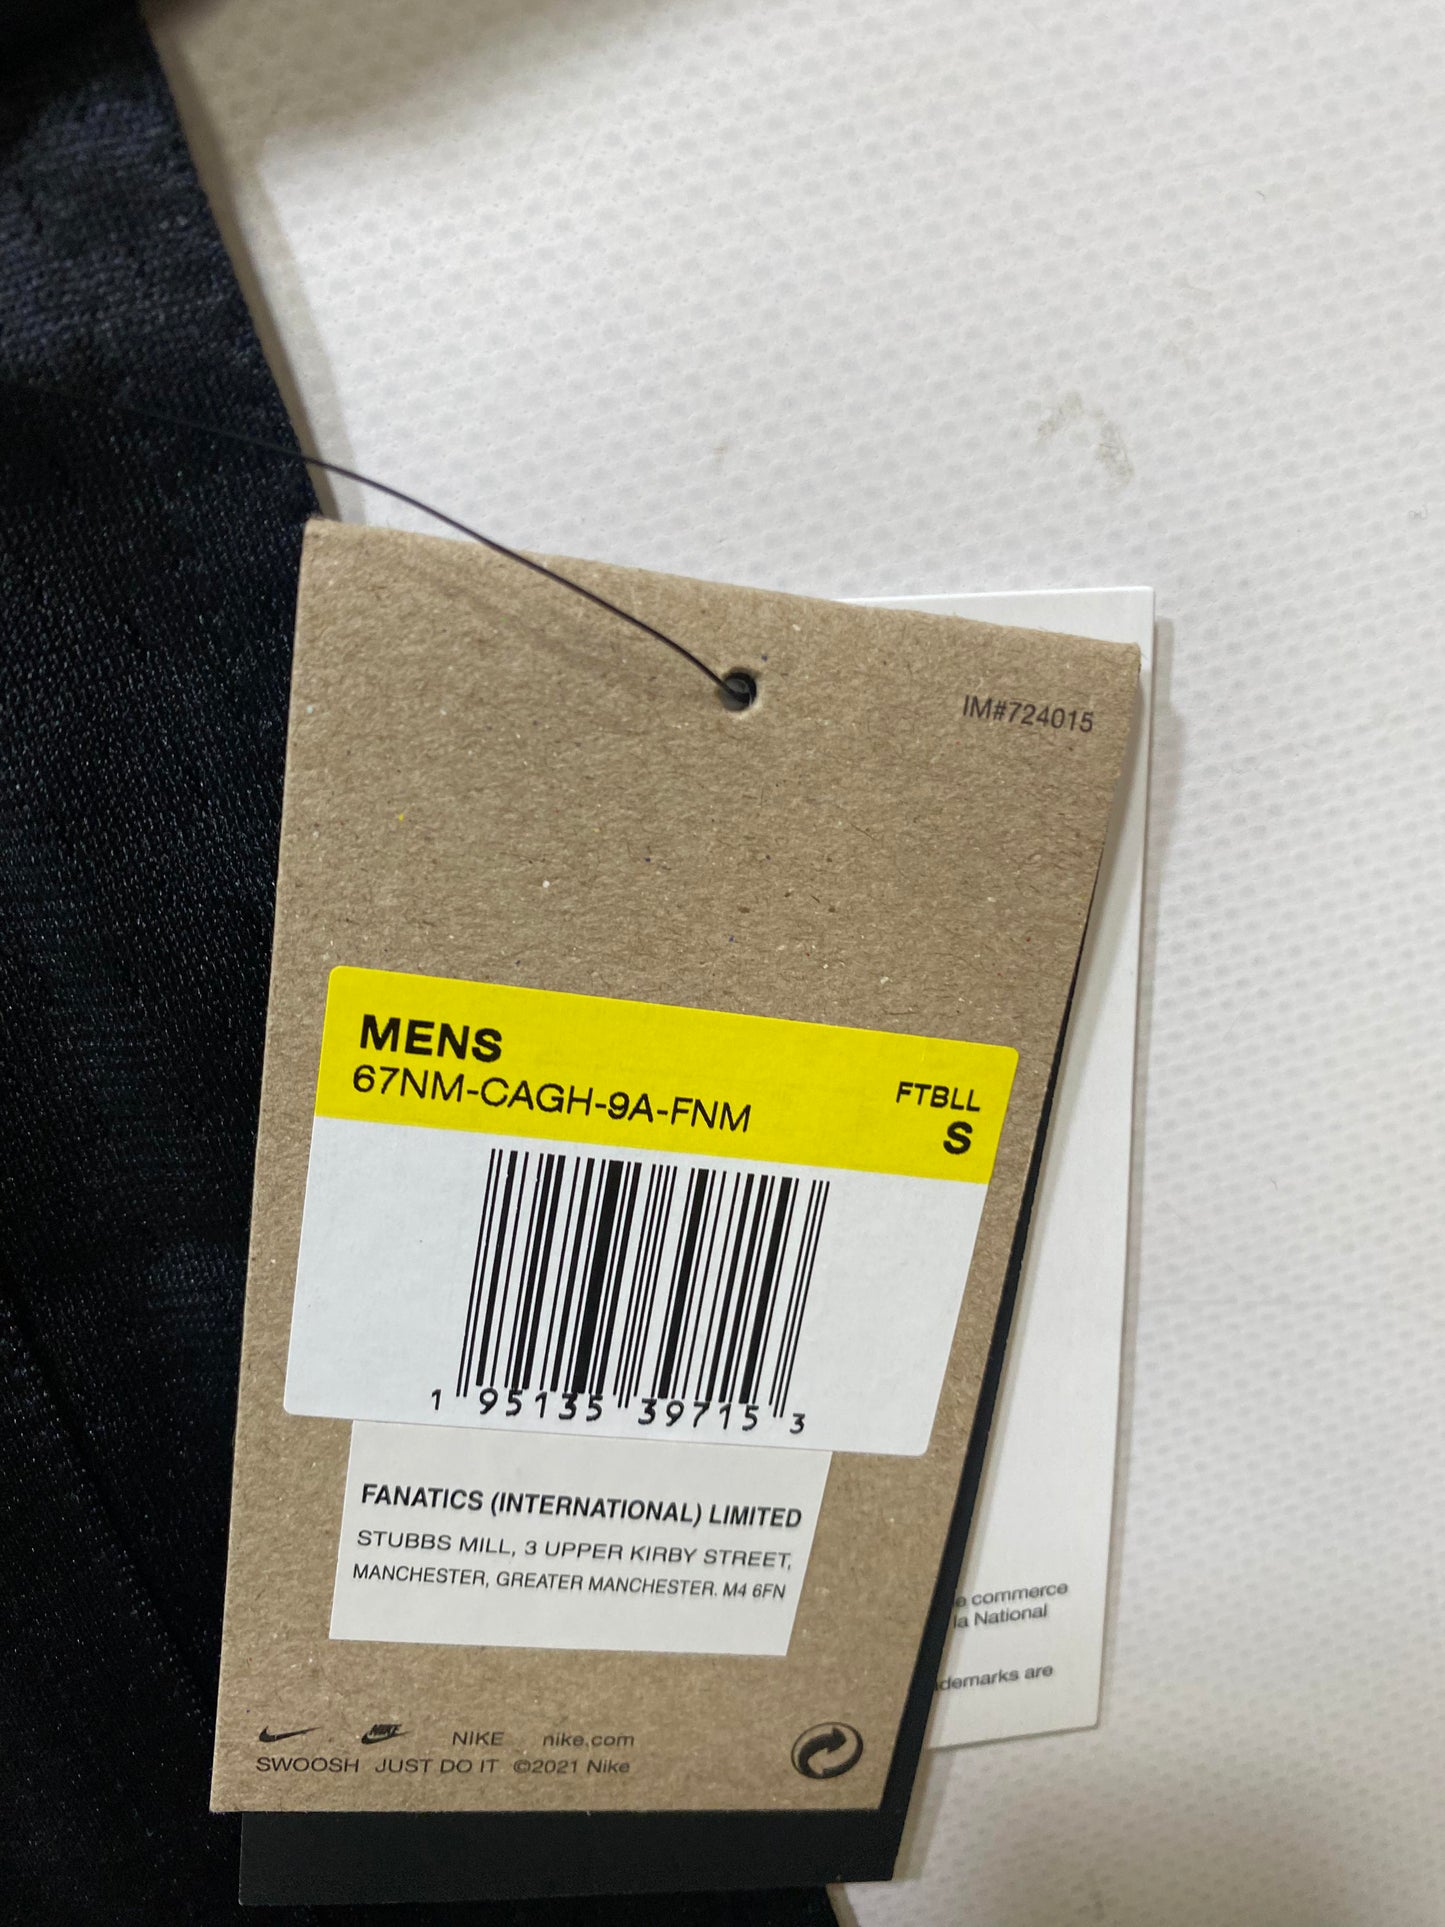 IM#724015
MENS
67NM-CAGH-9A-FNM
FTBLL
S
1 95135 39715 3
FANATICS (INTERNATIONAL) LIMITED
STUBBS MILL, 3 UPPER KIRBY STREET,
MANCHESTER, GREATER MANCHESTER. M4 6FN
e commerce
la National
demarks are
NIKE NIKE nike.com
SWOOSH JUST DO IT ©2021 Nike